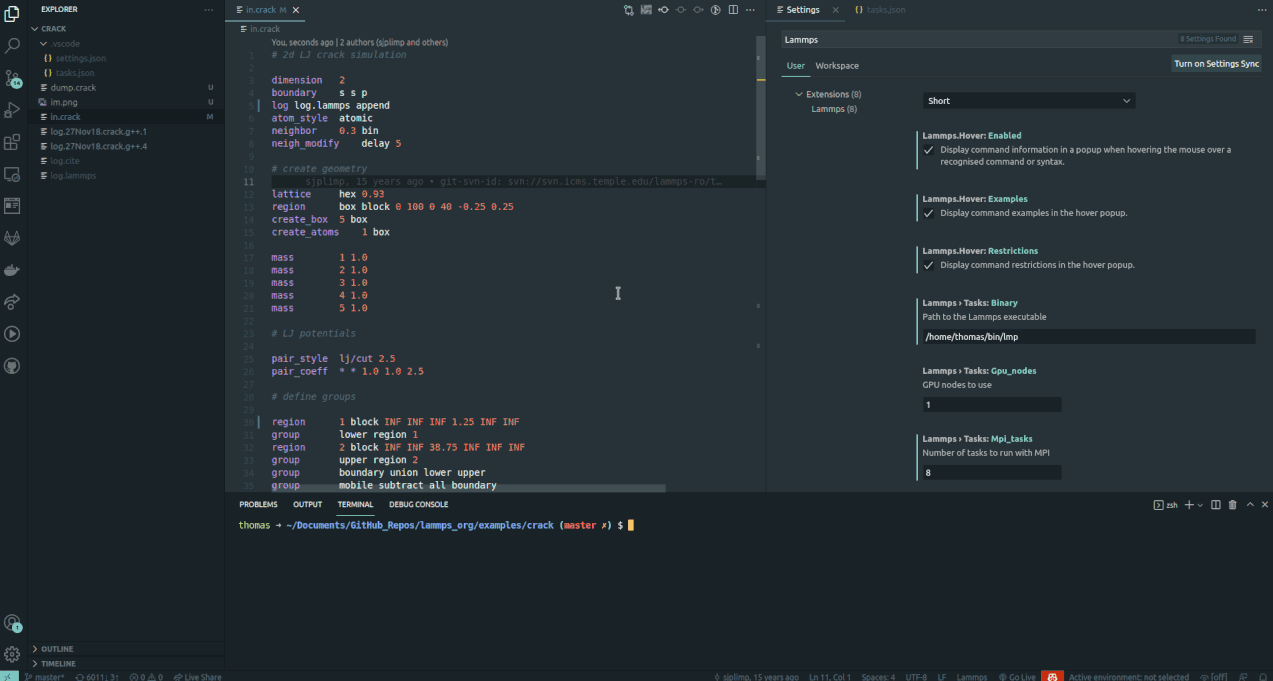 EXPLORER
CRACK
.vscode
settings.json
tasks.json
dump.crack U
im.png U
in.crack M
log.27Nov18.crack.g++.1
log.27Nov18.crack.g++.4
log.cite
log.lammps
OUTLINE
TIMELINE
14
1
in.crack M
in.crack
You, seconds ago | 2 authors (sjplimp and others)
1 # 2d LJ crack simulation
2
3 dimension 2
4 boundary s s p
5 log log.lammps append
6 atom_style atomic
7 neighbor 0.3 bin
8 neigh_modify delay 5
9
10 # create geometry
11 sjplimp, 15 years ago • git-svn-id: svn://svn.icms.temple.edu/lammps-ro/t…
12 lattice hex 0.93
13 region box block 0 100 0 40 -0.25 0.25
14 create_box 5 box
15 create_atoms 1 box
16
17 mass 1 1.0
18 mass 2 1.0
19 mass 3 1.0
20 mass 4 1.0
21 mass 5 1.0
22
23 # LJ potentials
24
25 pair_style lj/cut 2.5
26 pair_coeff * * 1.0 1.0 2.5
27
28 # define groups
29
30 region 1 block INF INF INF 1.25 INF INF
31 group lower region 1
32 region 2 block INF INF 38.75 INF INF INF
33 group upper region 2
34 group boundary union lower upper
35 group mobile subtract all boundary
Settings
tasks.json
Lammps
8 Settings Found
User Workspace
Turn on Settings Sync
Extensions (8)
Lammps (8)
Short
Lammps.Hover: Enabled
Display command information in a popup when hovering the mouse over a
recognised command or syntax.
Lammps.Hover: Examples
Display command examples in the hover popup.
Lammps.Hover: Restrictions
Display command restrictions in the hover popup.
Lammps › Tasks: Binary
Path to the Lammps executable
/home/thomas/bin/lmp
Lammps › Tasks: Gpu_nodes
GPU nodes to use
1
Lammps › Tasks: Mpi_tasks
Number of tasks to run with MPI
8
PROBLEMS OUTPUT TERMINAL DEBUG CONSOLE
zsh
thomas → ~/Documents/GitHub_Repos/lammps_org/examples/crack (master ✗) $
master* 6011↓ 3↑ 0 0 Live Share
sjplimp, 15 years ago Ln 11, Col 1 Spaces: 4 UTF-8 LF Lammps Go Live Active environment: not selected [off]